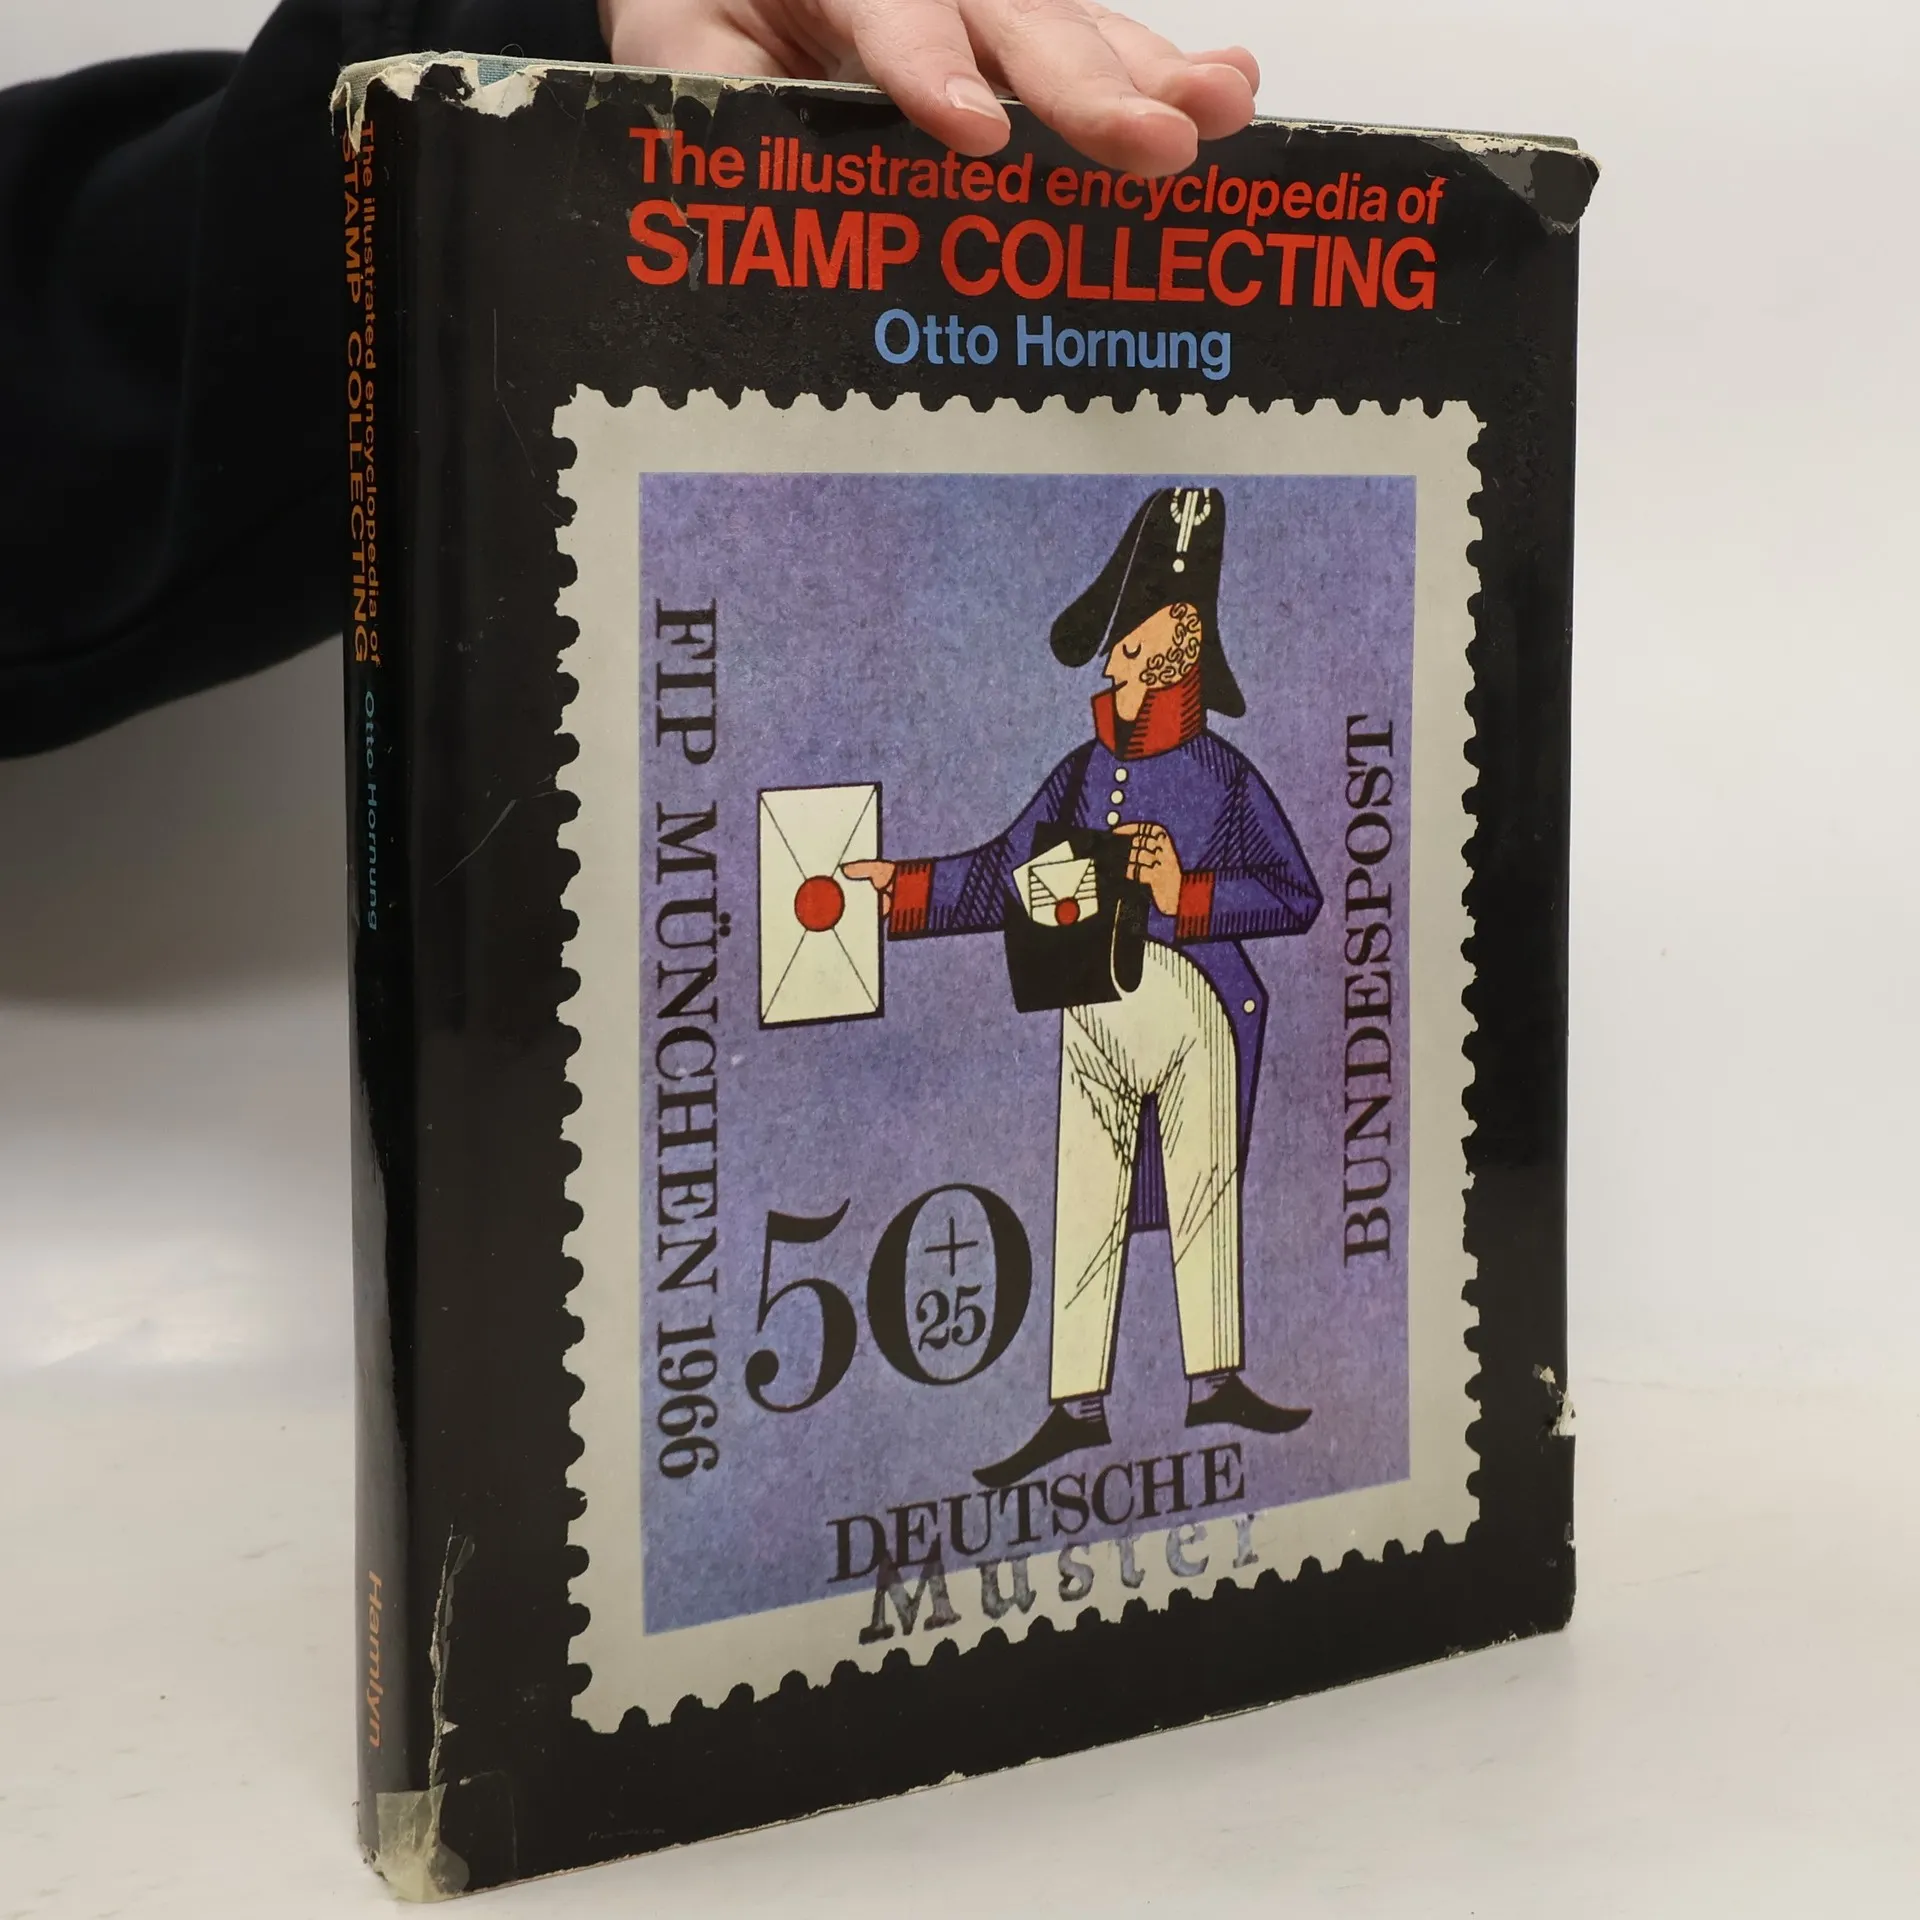 The illustrated encyclopedia of
STAMP COLLECTING
Otto Hornung
FIP MÜNCHEN 1966
BUNDESPOST
50
+
25
DEUTSCHE
Muster
The illustrated encyclopedia of
STAMP COLLECTING
Otto Hornung
Hamlyn